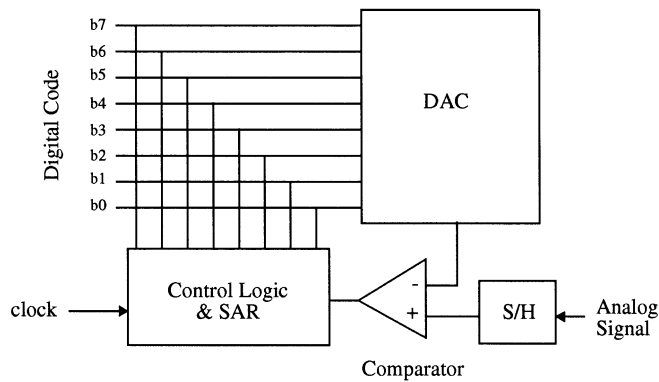 Digital Code
b7
b6
b5
b4
b3
b2
b1
b0
DAC
Control Logic
& SAR
clock
-
+
S/H
Analog
Signal
Comparator